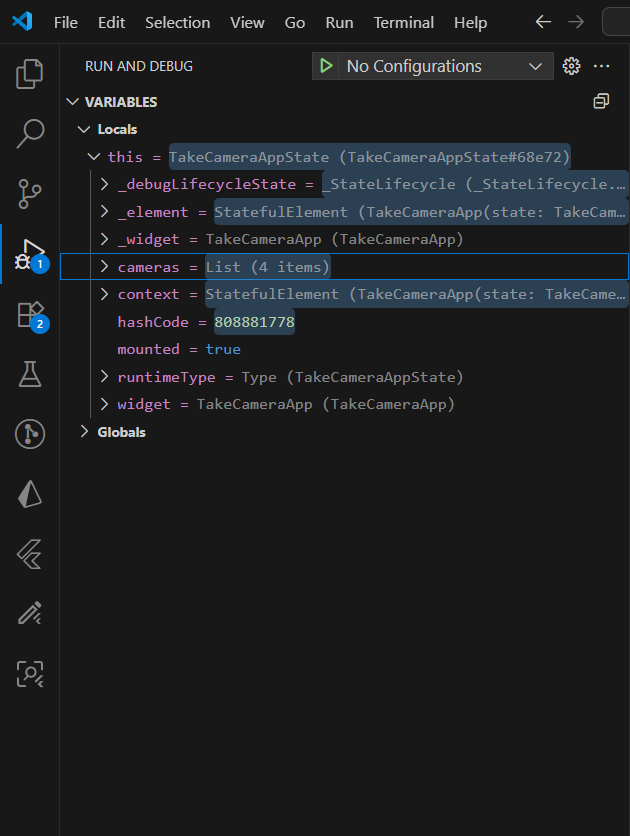 File Edit Selection View Go Run Terminal Help
RUN AND DEBUG No Configurations
VARIABLES
Locals
this = TakeCameraAppState (TakeCameraAppState#68e72)
_debugLifecycleState = _StateLifecycle (_StateLifecycle.…
_element = StatefulElement (TakeCameraApp(state: TakeCam…
_widget = TakeCameraApp (TakeCameraApp)
cameras = List (4 items)
context = StatefulElement (TakeCameraApp(state: TakeCame…
hashCode = 808881778
mounted = true
runtimeType = Type (TakeCameraAppState)
widget = TakeCameraApp (TakeCameraApp)
Globals
1
2